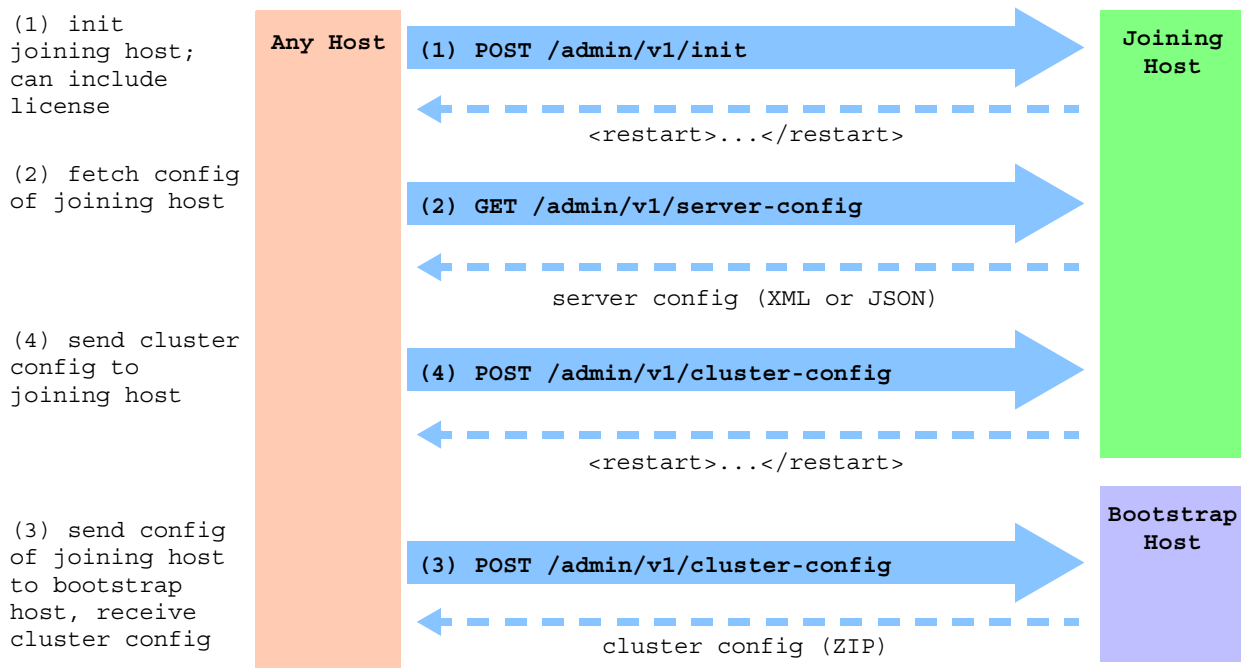 (1) init
joining host;
can include
license
Any Host
(1) POST /admin/v1/init
Joining
Host
<restart>...</restart>
(2) fetch config
of joining host
(2) GET /admin/v1/server-config
server config (XML or JSON)
(4) send cluster
config to
joining host
(4) POST /admin/v1/cluster-config
<restart>...</restart>
(3) send config
of joining host
to bootstrap
host, receive
cluster config
(3) POST /admin/v1/cluster-config
Bootstrap
Host
cluster config (ZIP)